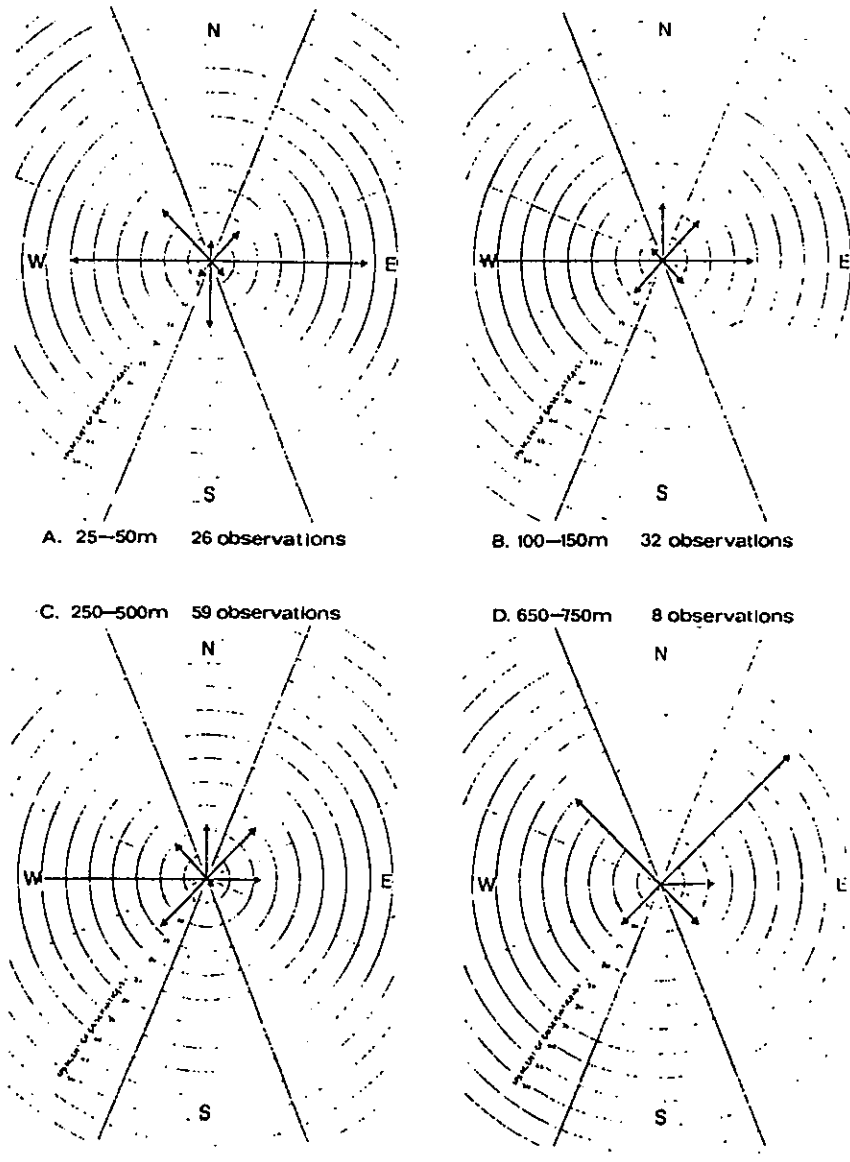 N
N
W
E
W
E
S
S
A. 25–50m 26 observations
B. 100–150m 32 observations
C. 250–500m 59 observations
D. 650–750m 8 observations
N
N
W
E
W
E
S
S